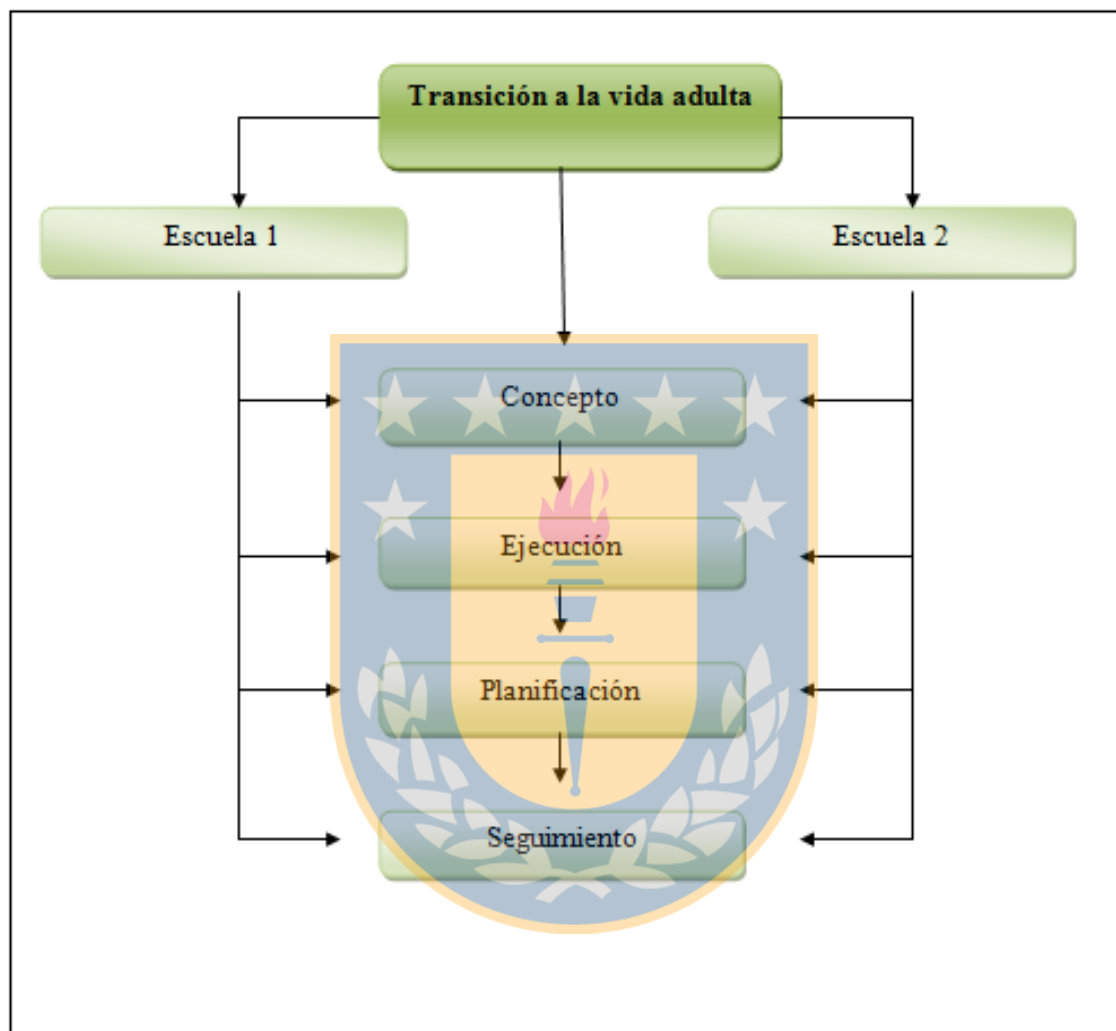 Transición a la vida adulta
Escuela 1
Escuela 2
Concepto
Ejecución
Planificación
Seguimiento